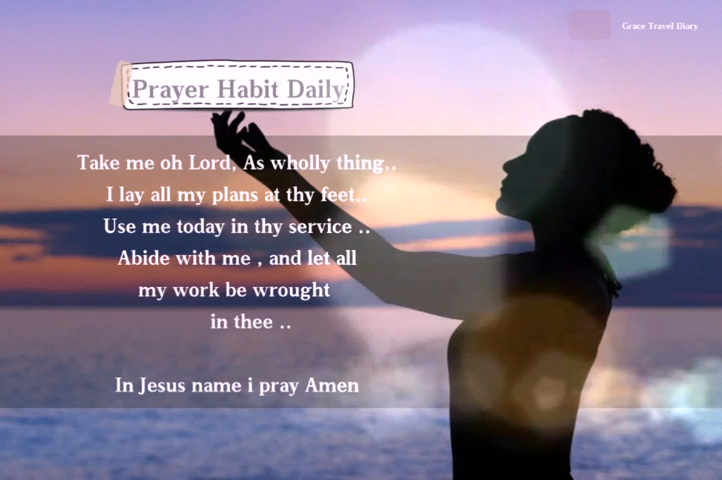 Grace Travel Diary
Prayer Habit Daily
Take me oh Lord, As wholly thing..
I lay all my plans at thy feet..
Use me today in thy service ..
Abide with me , and let all
my work be wrought
in thee ..
In Jesus name i pray Amen